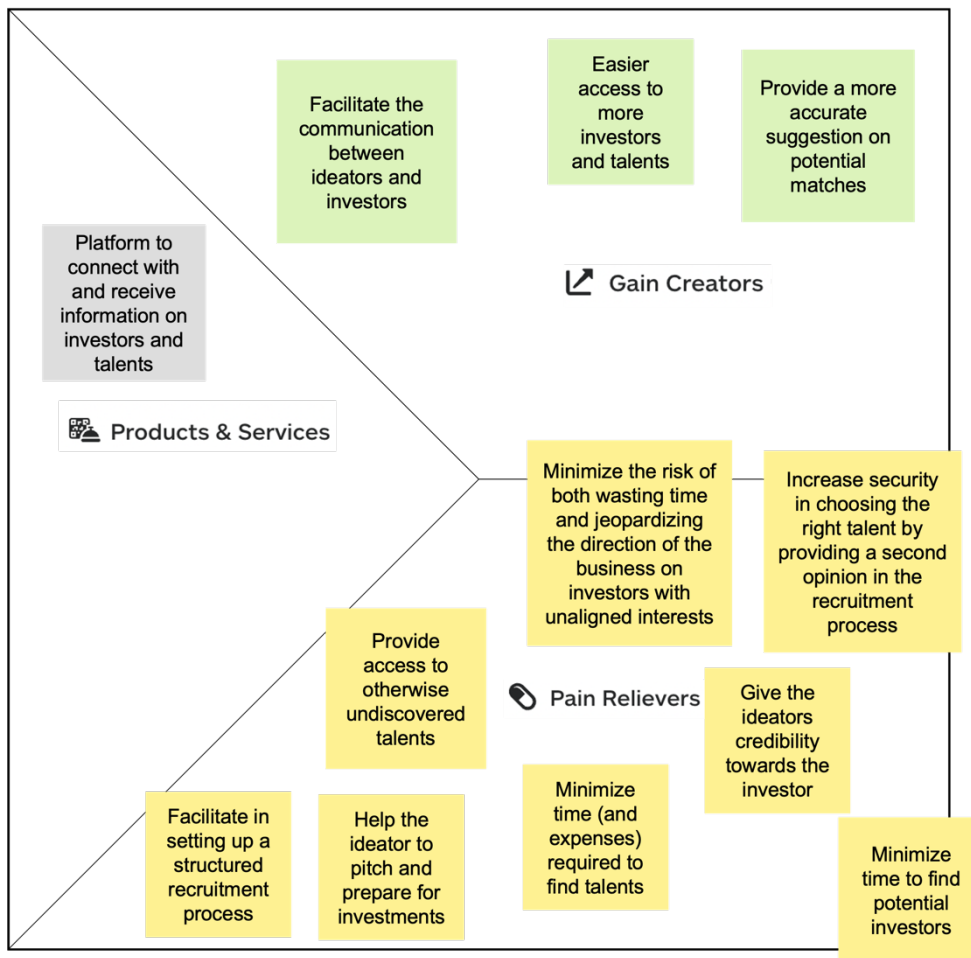 Facilitate the
communication
between
ideators and
investors
Easier
access to
more
investors
and talents
Provide a more
accurate
suggestion on
potential
matches
Platform to
connect with
and receive
information on
investors and
talents
Gain Creators
Products & Services
Minimize the risk of
both wasting time
and jeopardizing
the direction of the
business on
investors with
unaligned interests
Increase security
in choosing the
right talent by
providing a second
opinion in the
recruitment
process
Provide
access to
otherwise
undiscovered
talents
Pain Relievers
Give the
ideators
credibility
towards the
investor
Facilitate in
setting up a
structured
recruitment
process
Help the
ideator to
pitch and
prepare for
investments
Minimize
time (and
expenses)
required to
find talents
Minimize
time to find
potential
investors